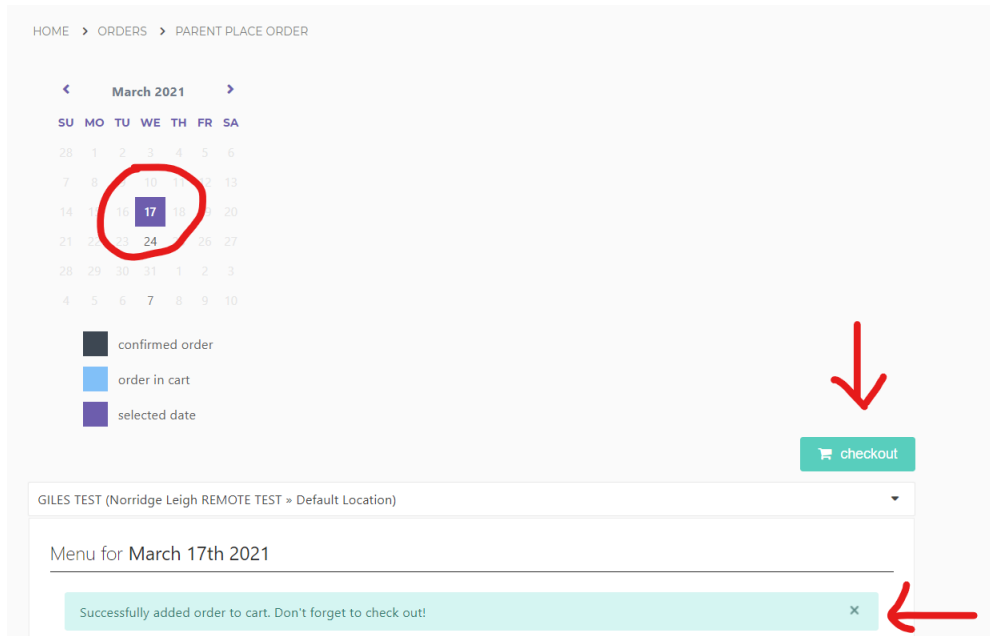 HOME > ORDERS > PARENT PLACE ORDER
March 2021
SU MO TU WE TH FR SA
28 1 2 3 4 5 6
7 8 10 11 12 13
14 15 16 17 18 19 20
21 22 23 24 26 27
28 29 30 31 1 2 3
4 5 6 7 8 9 10
confirmed order
order in cart
selected date
checkout
GILES TEST (Norridge Leigh REMOTE TEST » Default Location)
Menu for March 17th 2021
Successfully added order to cart. Don't forget to check out! ×